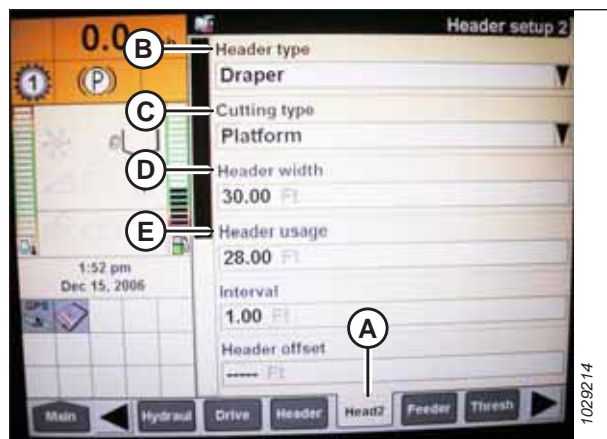 0.0
Header setup 2
B
Header type
Draper
1
(P)
C
Cutting type
Platform
D
Header width
30.00 Ft
E
Header usage
28.00 Ft
1:52 pm
Dec 15, 2006
Interval
1.00 Ft
GPS
A
Header offset
----- Ft
Main
Hydraul
Drive
Header
Head2
Feeder
Thresh
1029214